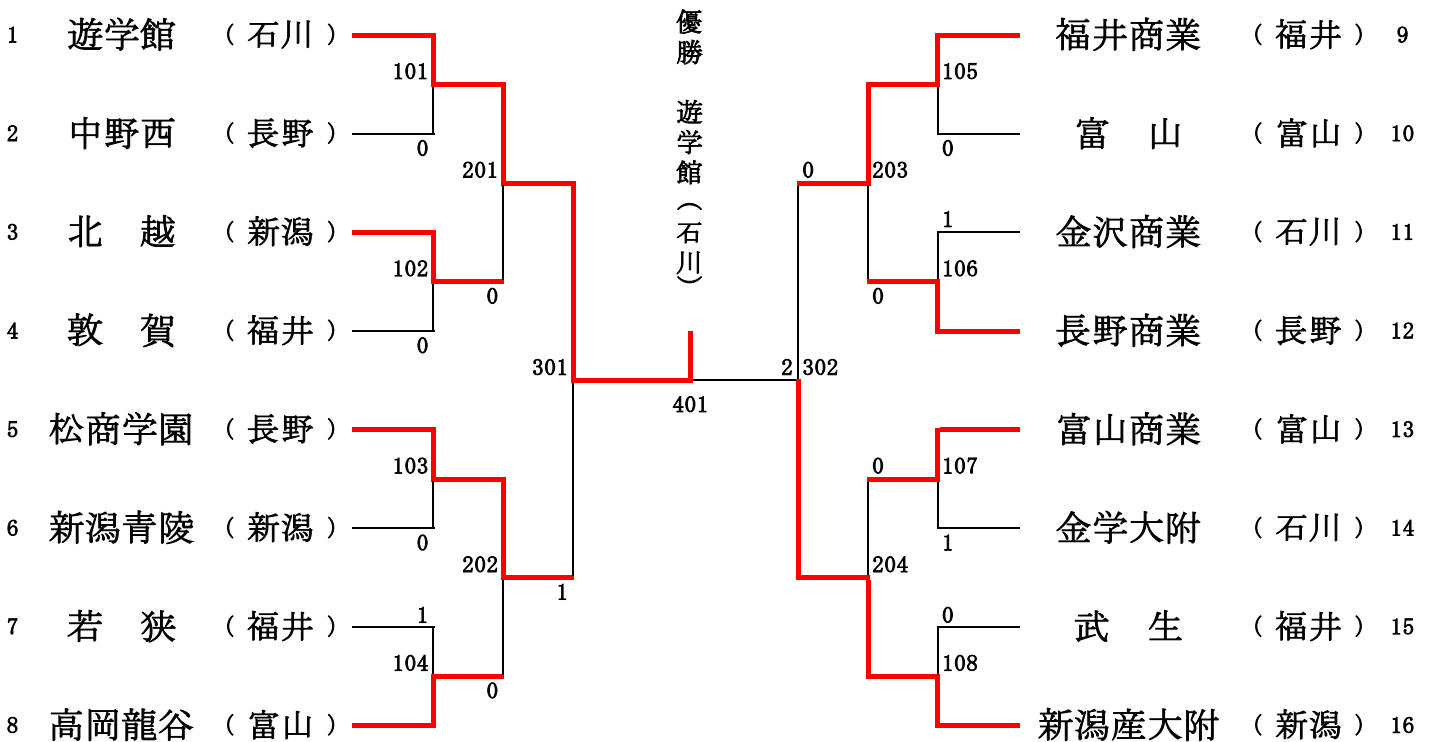 優勝 遊学館(石川)
1 遊学館 (石川)
101
2 中野西 (長野)
0
201
3 北越 (新潟)
102
0
4 敦賀 (福井)
0
301
5 松商学園 (長野)
103
6 新潟青陵 (新潟)
0
202
1
7 若狭 (福井)
1
104
0
8 高岡龍谷 (富山)
401
福井商業 (福井) 9
105
富山 (富山) 10
0
0
203
金沢商業 (石川) 11
1
106
0
長野商業 (長野) 12
2
302
富山商業 (富山) 13
0
107
金学大附 (石川) 14
1
204
武生 (福井) 15
0
108
新潟産大附 (新潟) 16